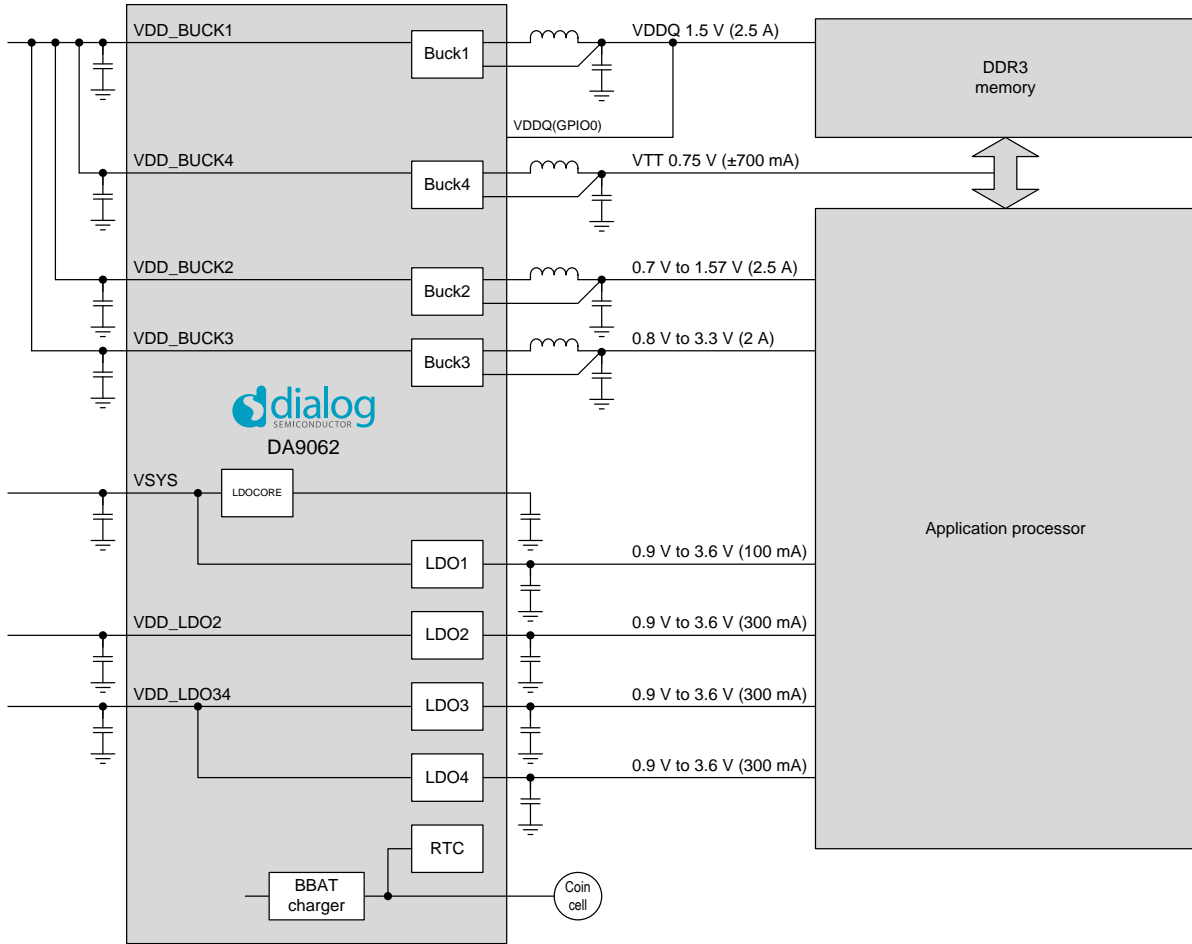 VDD_BUCK1
Buck1
VDDQ 1.5 V (2.5 A)
DDR3
memory
VDDQ(GPIO0)
VDD_BUCK4
Buck4
VTT 0.75 V (±700 mA)
VDD_BUCK2
Buck2
0.7 V to 1.57 V (2.5 A)
VDD_BUCK3
Buck3
0.8 V to 3.3 V (2 A)
dialog
SEMICONDUCTOR
DA9062
VSYS
LDOCORE
Application processor
LDO1
0.9 V to 3.6 V (100 mA)
VDD_LDO2
LDO2
0.9 V to 3.6 V (300 mA)
VDD_LDO34
LDO3
0.9 V to 3.6 V (300 mA)
LDO4
0.9 V to 3.6 V (300 mA)
RTC
BBAT
charger
Coin
cell